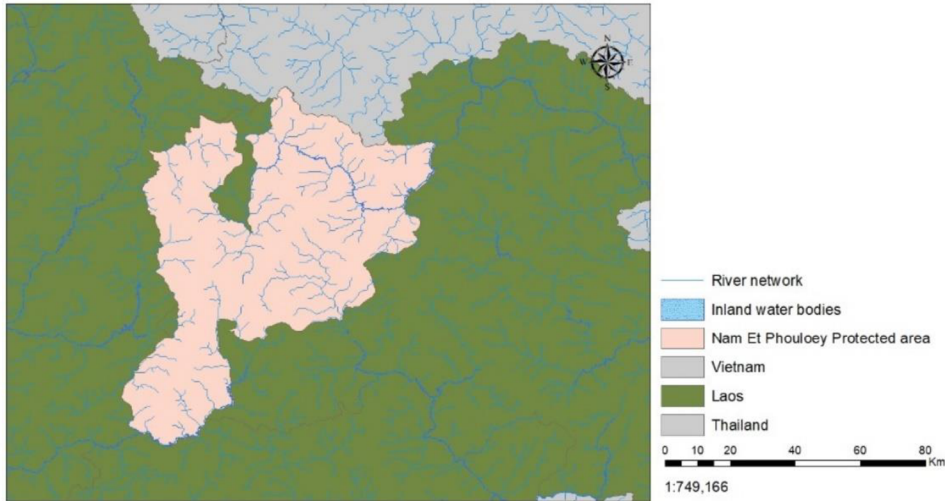 N
W E
S
River network
Inland water bodies
Nam Et Phouloey Protected area
Vietnam
Laos
Thailand
0 10 20 40 60 80
Km
1:749,166